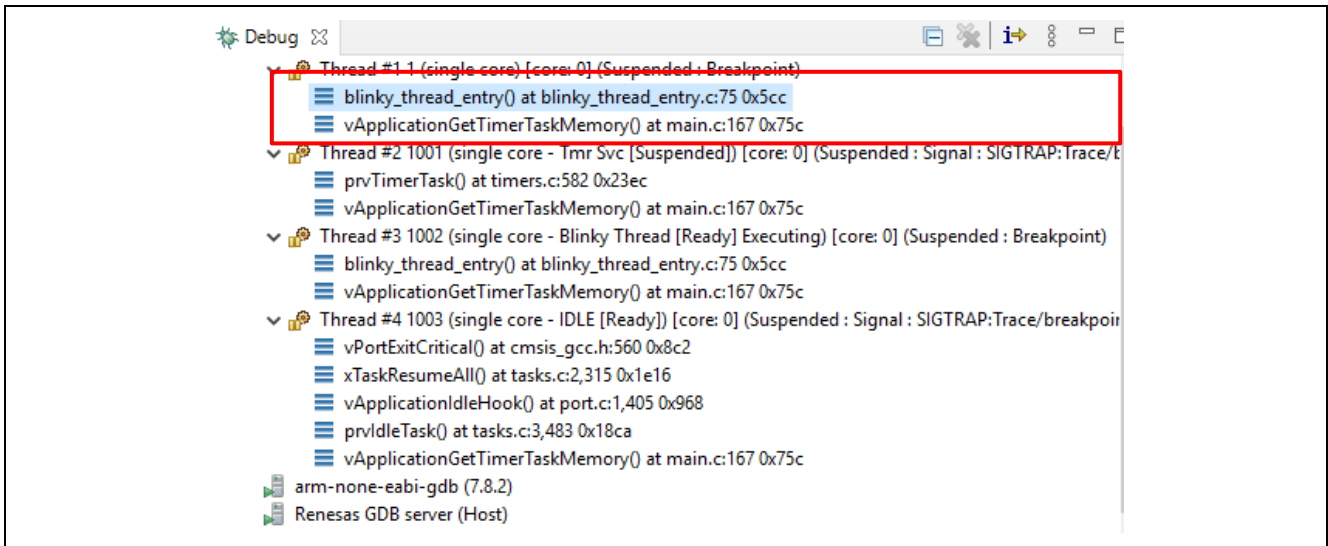 Debug
Thread #1 1 (single core) [core: 0] (Suspended : Breakpoint)
blinky_thread_entry() at blinky_thread_entry.c:75 0x5cc
vApplicationGetTimerTaskMemory() at main.c:167 0x75c
Thread #2 1001 (single core - Tmr Svc [Suspended]) [core: 0] (Suspended : Signal : SIGTRAP:Trace/b
prvTimerTask() at timers.c:582 0x23ec
vApplicationGetTimerTaskMemory() at main.c:167 0x75c
Thread #3 1002 (single core - Blinky Thread [Ready] Executing) [core: 0] (Suspended : Breakpoint)
blinky_thread_entry() at blinky_thread_entry.c:75 0x5cc
vApplicationGetTimerTaskMemory() at main.c:167 0x75c
Thread #4 1003 (single core - IDLE [Ready]) [core: 0] (Suspended : Signal : SIGTRAP:Trace/breakpoin
vPortExitCritical() at cmsis_gcc.h:560 0x8c2
xTaskResumeAll() at tasks.c:2,315 0x1e16
vApplicationIdleHook() at port.c:1,405 0x968
prvIdleTask() at tasks.c:3,483 0x18ca
vApplicationGetTimerTaskMemory() at main.c:167 0x75c
arm-none-eabi-gdb (7.8.2)
Renesas GDB server (Host)